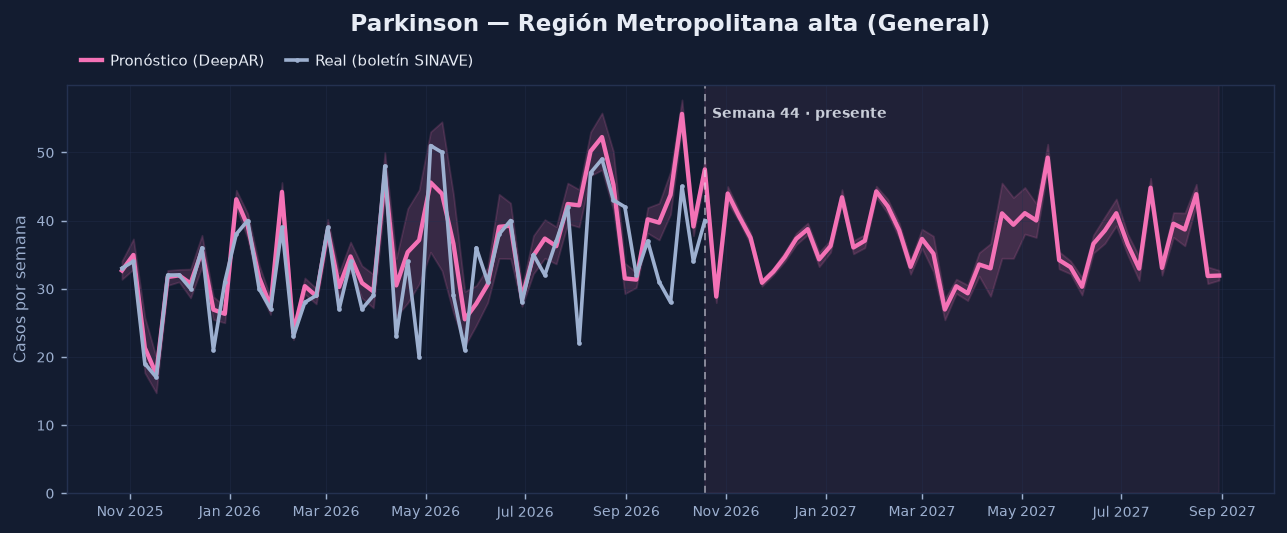 Parkinson — Región Metropolitana alta (General)
Pronóstico (DeepAR)
Real (boletín SINAVE)
Semana 44 · presente
Casos por semana
50
40
30
20
10
0
Nov 2025
Jan 2026
Mar 2026
May 2026
Jul 2026
Sep 2026
Nov 2026
Jan 2027
Mar 2027
May 2027
Jul 2027
Sep 2027